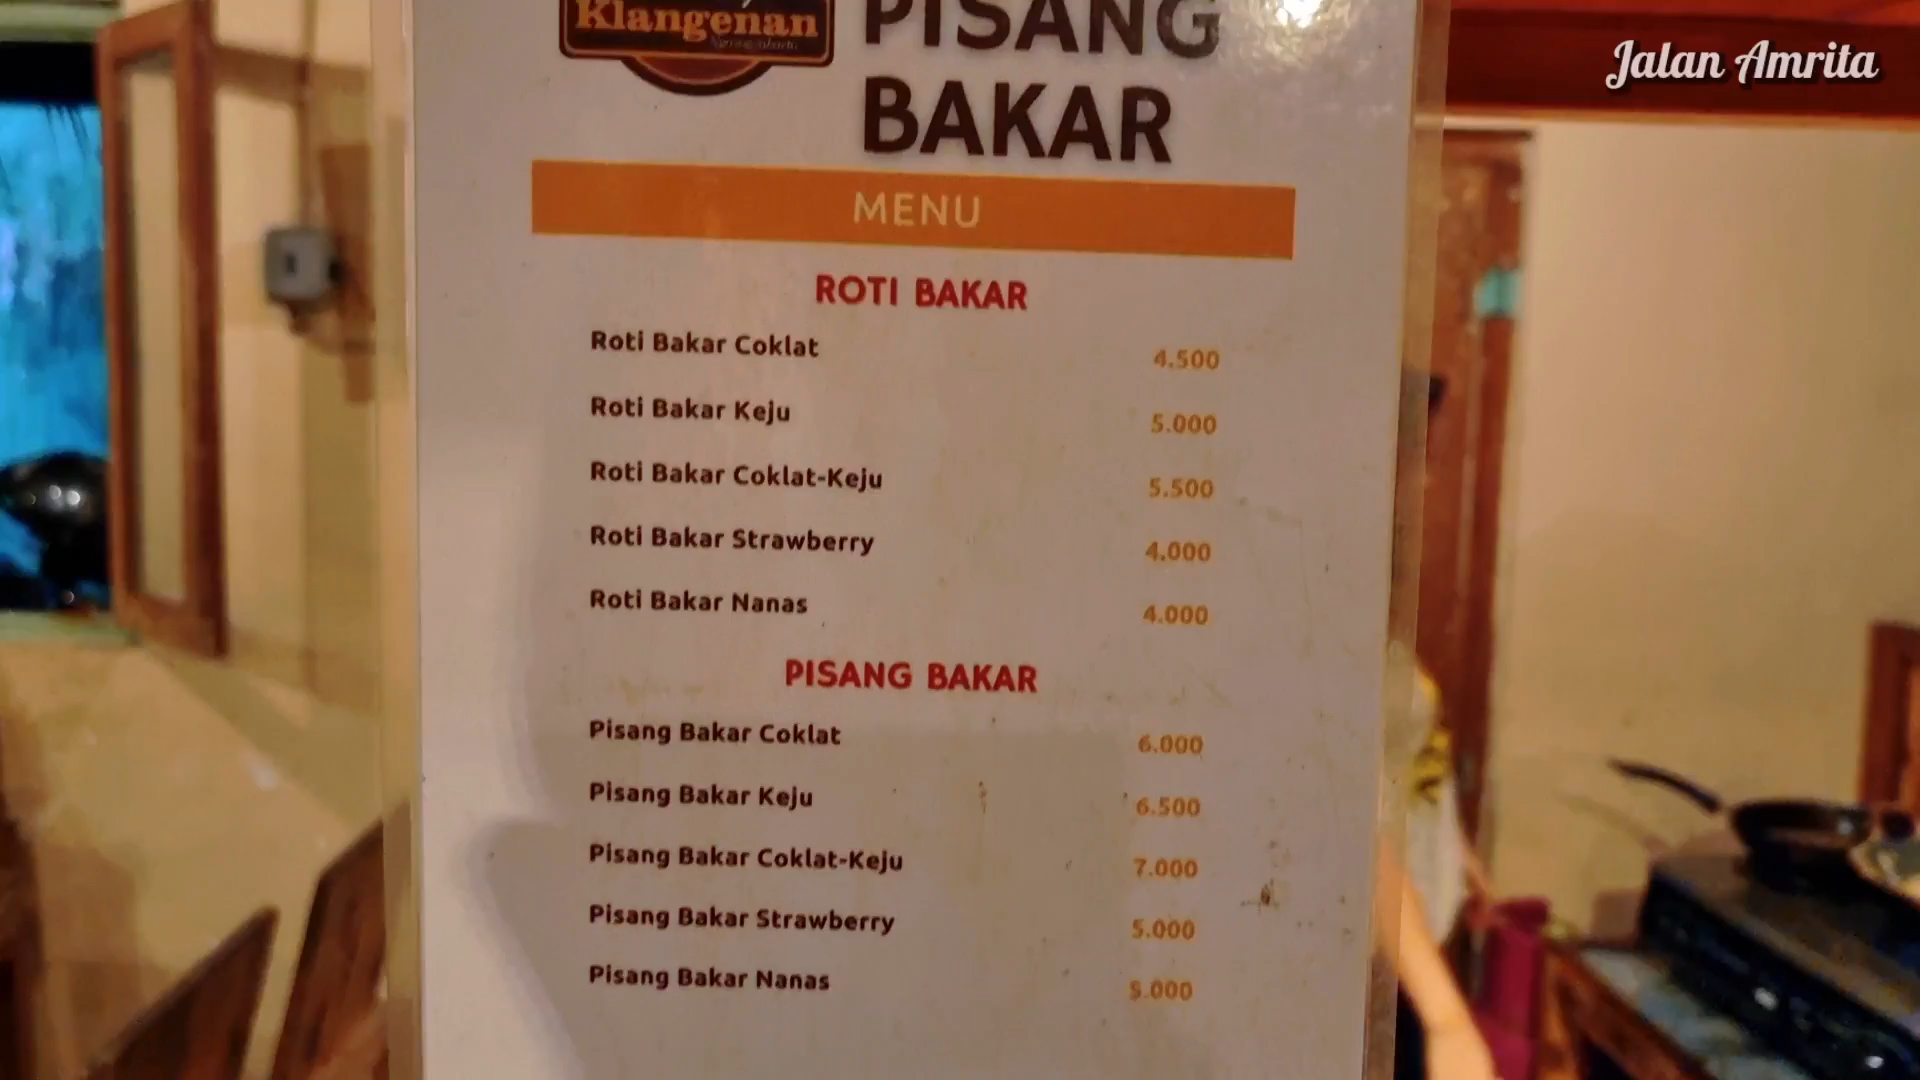 Klangenan
PISANG
BAKAR
Jalan Amrita
MENU
ROTI BAKAR
Roti Bakar Coklat 4.500
Roti Bakar Keju 5.000
Roti Bakar Coklat-Keju 5.500
Roti Bakar Strawberry 4.000
Roti Bakar Nanas 4.000
PISANG BAKAR
Pisang Bakar Coklat 6.000
Pisang Bakar Keju 6.500
Pisang Bakar Coklat-Keju 7.000
Pisang Bakar Strawberry 5.000
Pisang Bakar Nanas 5.000